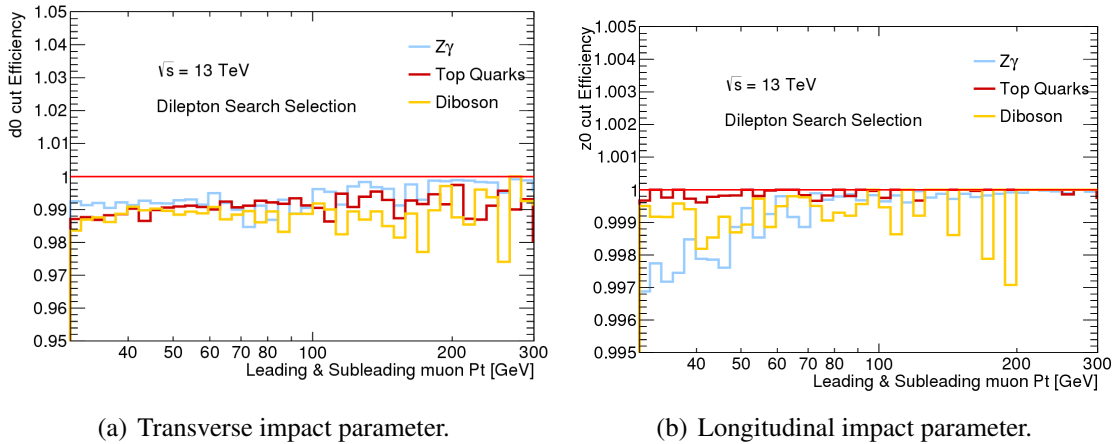 d0 cut Efficiency
1.05
1.04
1.03
1.02
1.01
1
0.99
0.98
0.97
0.96
0.95
√s = 13 TeV
Dilepton Search Selection
Zγ
Top Quarks
Diboson
40 50 60 70 80 100 200 300
Leading & Subleading muon Pt [GeV]
(a) Transverse impact parameter.
z0 cut Efficiency
1.005
1.004
1.003
1.002
1.001
1
0.999
0.998
0.997
0.996
0.995
√s = 13 TeV
Dilepton Search Selection
Zγ
Top Quarks
Diboson
40 50 60 70 80 100 200 300
Leading & Subleading muon Pt [GeV]
(b) Longitudinal impact parameter.